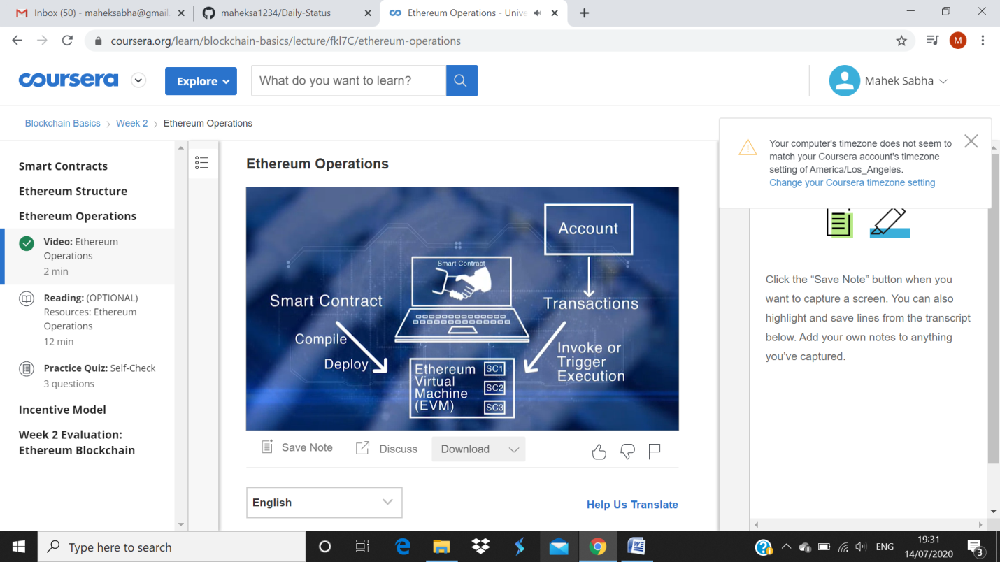 Inbox (50) - maheksabha@gmail.
maheksa1234/Daily-Status
Ethereum Operations - Unive
coursera.org/learn/blockchain-basics/lecture/fkl7C/ethereum-operations
M
coursera
Explore
What do you want to learn?
Mahek Sabha
Blockchain Basics > Week 2 > Ethereum Operations
Your computer's timezone does not seem to
match your Coursera account's timezone
setting of America/Los_Angeles.
Change your Coursera timezone setting
Smart Contracts
Ethereum Structure
Ethereum Operations
Video: Ethereum
Operations
2 min
Reading: (OPTIONAL)
Resources: Ethereum
Operations
12 min
Practice Quiz: Self-Check
3 questions
Incentive Model
Week 2 Evaluation:
Ethereum Blockchain
Ethereum Operations
Account
Smart Contract
Smart Contract
Transactions
Compile
Deploy
Invoke or
Trigger
Execution
Ethereum
Virtual
Machine
(EVM)
SC1
SC2
SC3
Save Note
Discuss
Download
English
Help Us Translate
Click the “Save Note” button when you
want to capture a screen. You can also
highlight and save lines from the transcript
below. Add your own notes to anything
you’ve captured.
Type here to search
ENG
19:31
14/07/2020
3